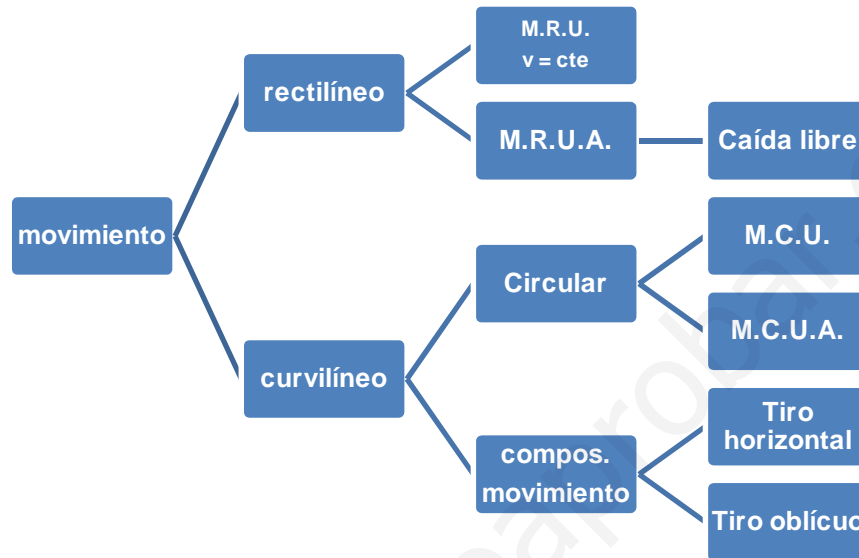 movimiento
rectilíneo
M.R.U.
v = cte
M.R.U.A.
Caída libre
curvilíneo
Circular
M.C.U.
M.C.U.A.
compos.
movimiento
Tiro
horizontal
Tiro oblícuo